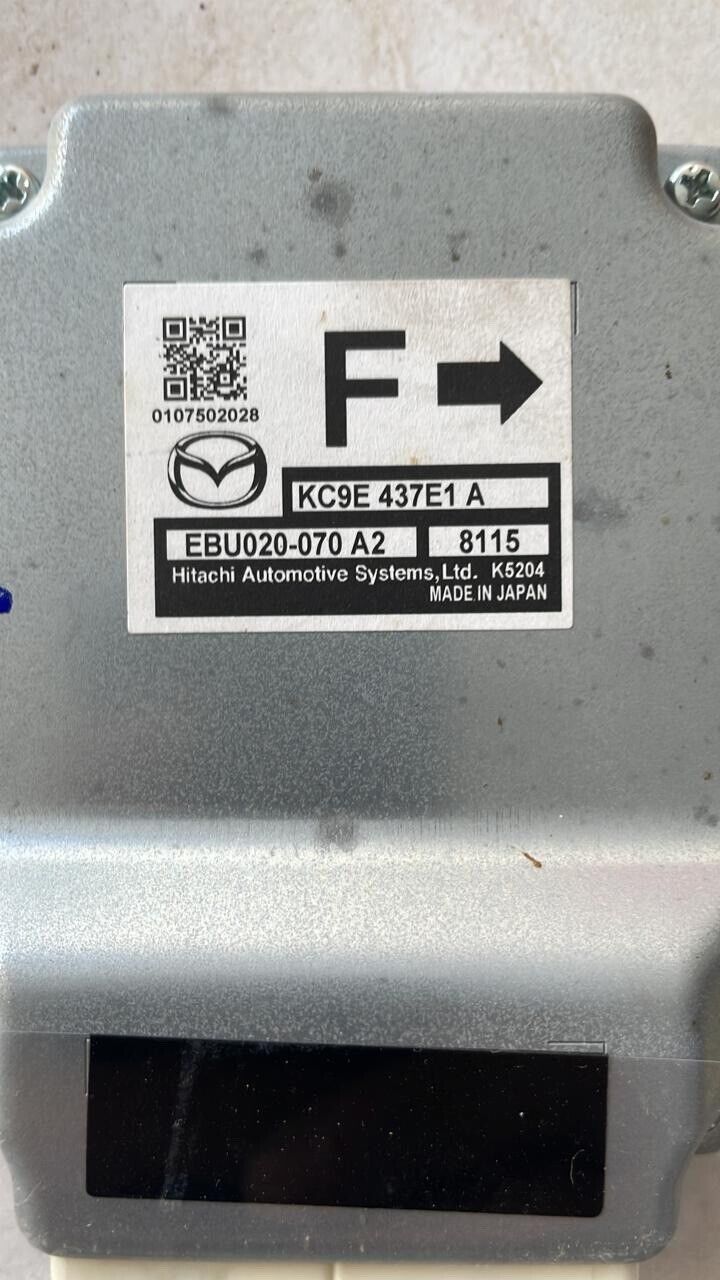 F
0107502028
KC9E 437E1 A
EBU020-070 A2 8115
Hitachi Automotive Systems,Ltd. K5204
MADE IN JAPAN